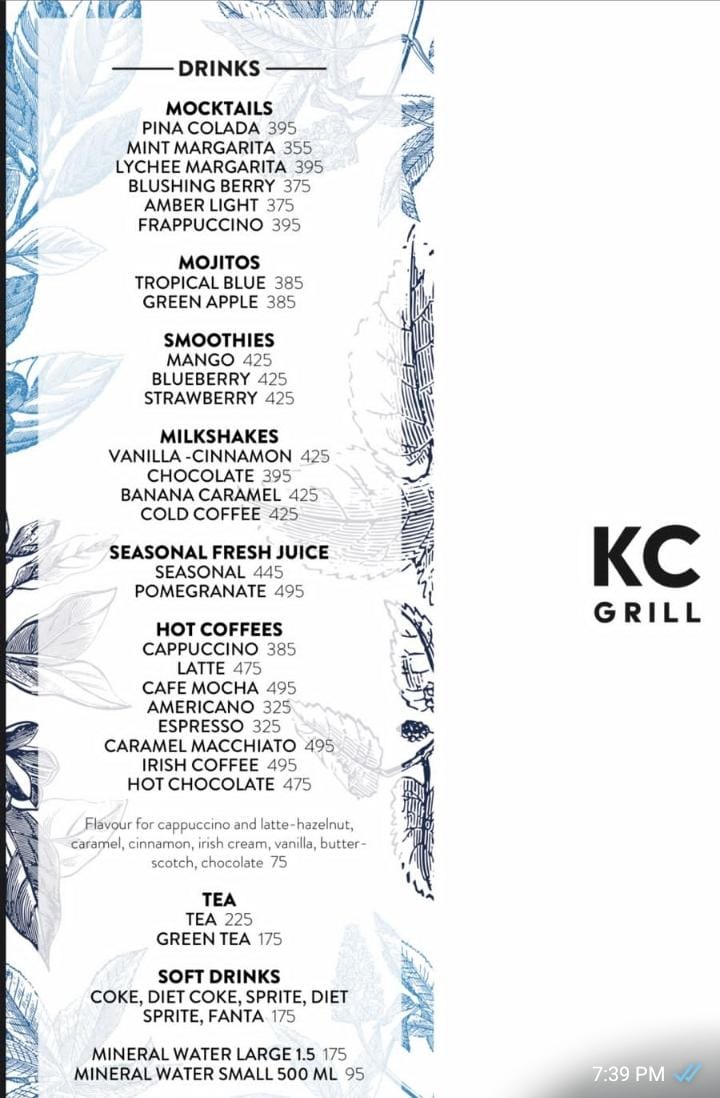 DRINKS
MOCKTAILS
PINA COLADA 395
MINT MARGARITA 355
LYCHEE MARGARITA 395
BLUSHING BERRY 375
AMBER LIGHT 375
FRAPPUCCINO 395
MOJITOS
TROPICAL BLUE 385
GREEN APPLE 385
SMOOTHIES
MANGO 425
BLUEBERRY 425
STRAWBERRY 425
MILKSHAKES
VANILLA -CINNAMON 425
CHOCOLATE 395
BANANA CARAMEL 425
COLD COFFEE 425
SEASONAL FRESH JUICE
SEASONAL 445
POMEGRANATE 495
HOT COFFEES
CAPPUCCINO 385
LATTE 475
CAFE MOCHA 495
AMERICANO 325
ESPRESSO 325
CARAMEL MACCHIATO 495
IRISH COFFEE 495
HOT CHOCOLATE 475
Flavour for cappuccino and latte-hazelnut,
caramel, cinnamon, irish cream, vanilla, butter-
scotch, chocolate 75
TEA
TEA 225
GREEN TEA 175
SOFT DRINKS
COKE, DIET COKE, SPRITE, DIET
SPRITE, FANTA 175
MINERAL WATER LARGE 1.5 175
MINERAL WATER SMALL 500 ML 95
KC
GRILL
7:39 PM